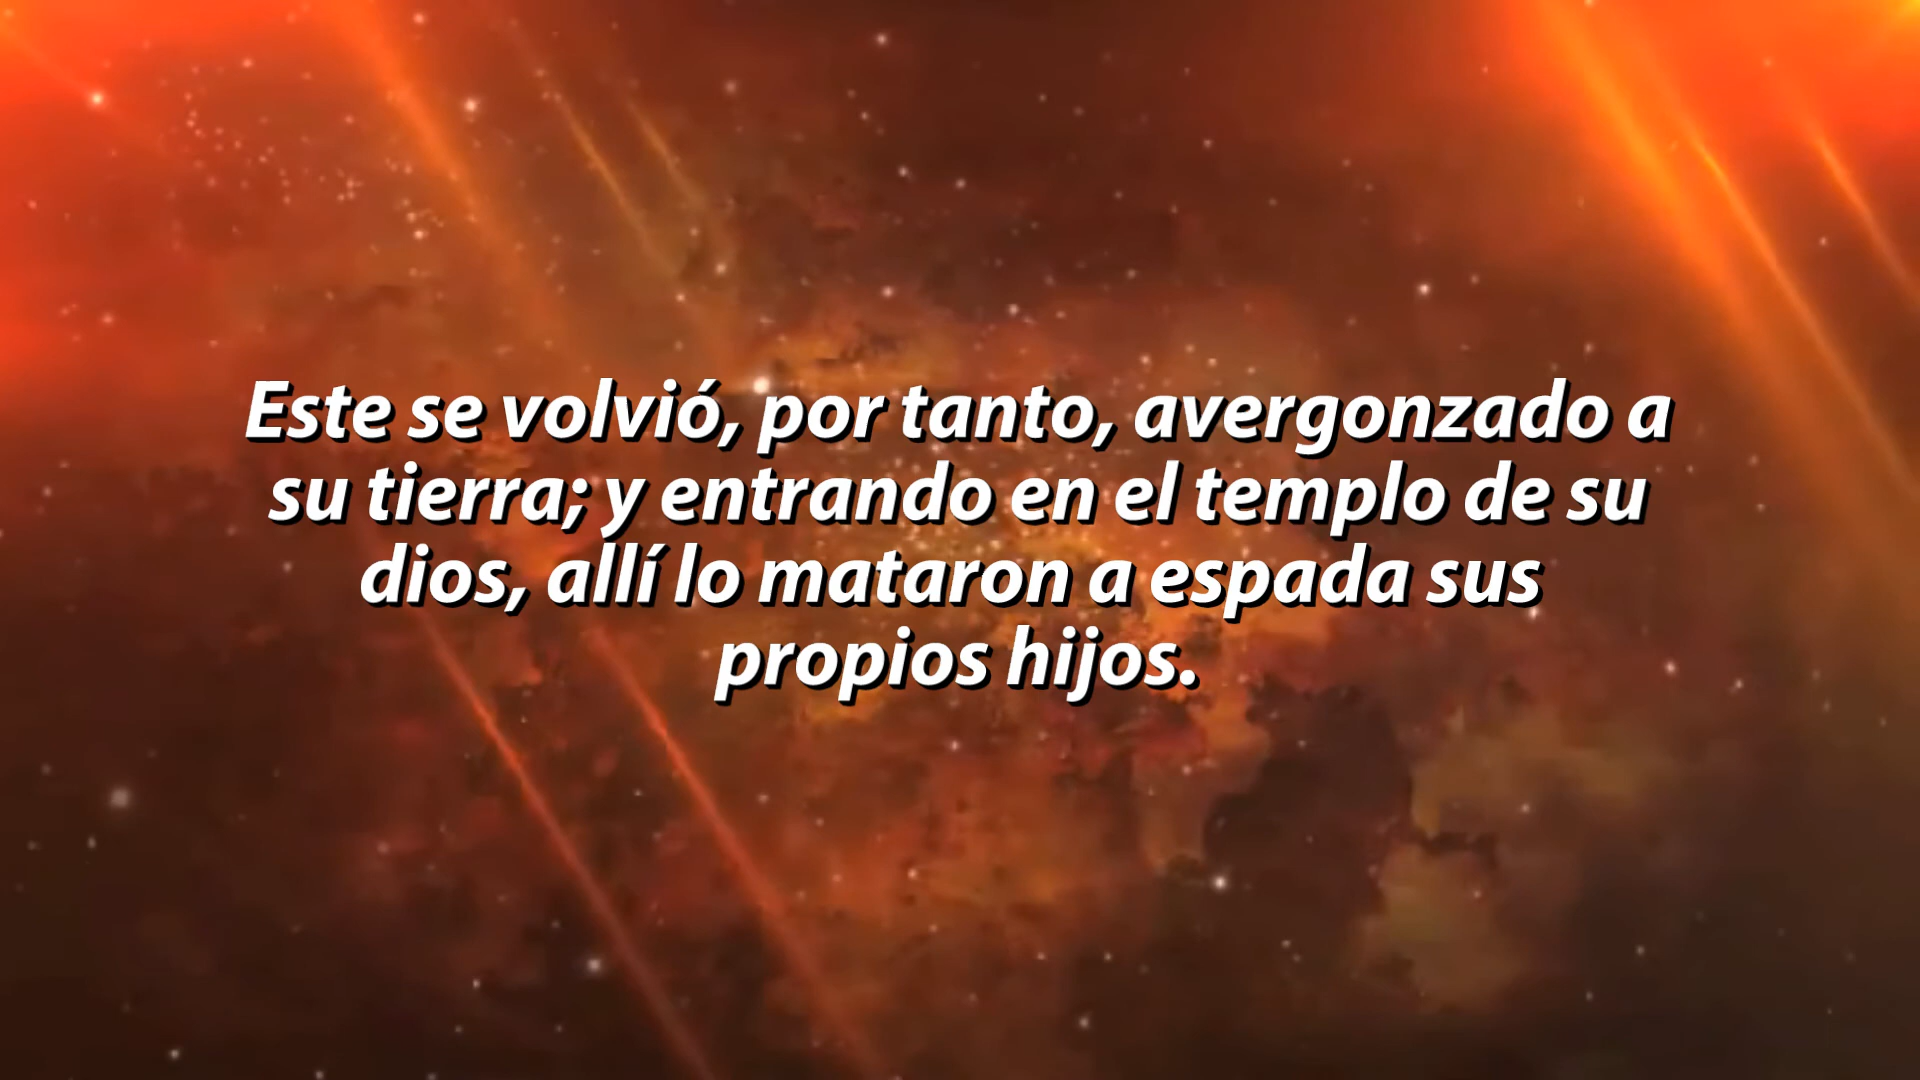 Este se volvió, por tanto, avergonzado a
su tierra; y entrando en el templo de su
dios, allí lo mataron a espada sus
propios hijos.